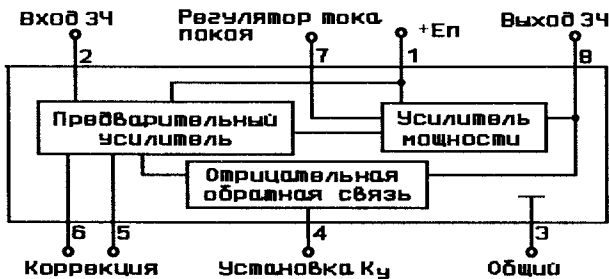 Вход ЗЧ Регулятор тока покоя +Еп Выход ЗЧ
2 7 1 8
Предварительный усилитель
Усилитель мощности
Отрицательная обратная связь
6 5 4 3
Коррекция Установка Ку Общий